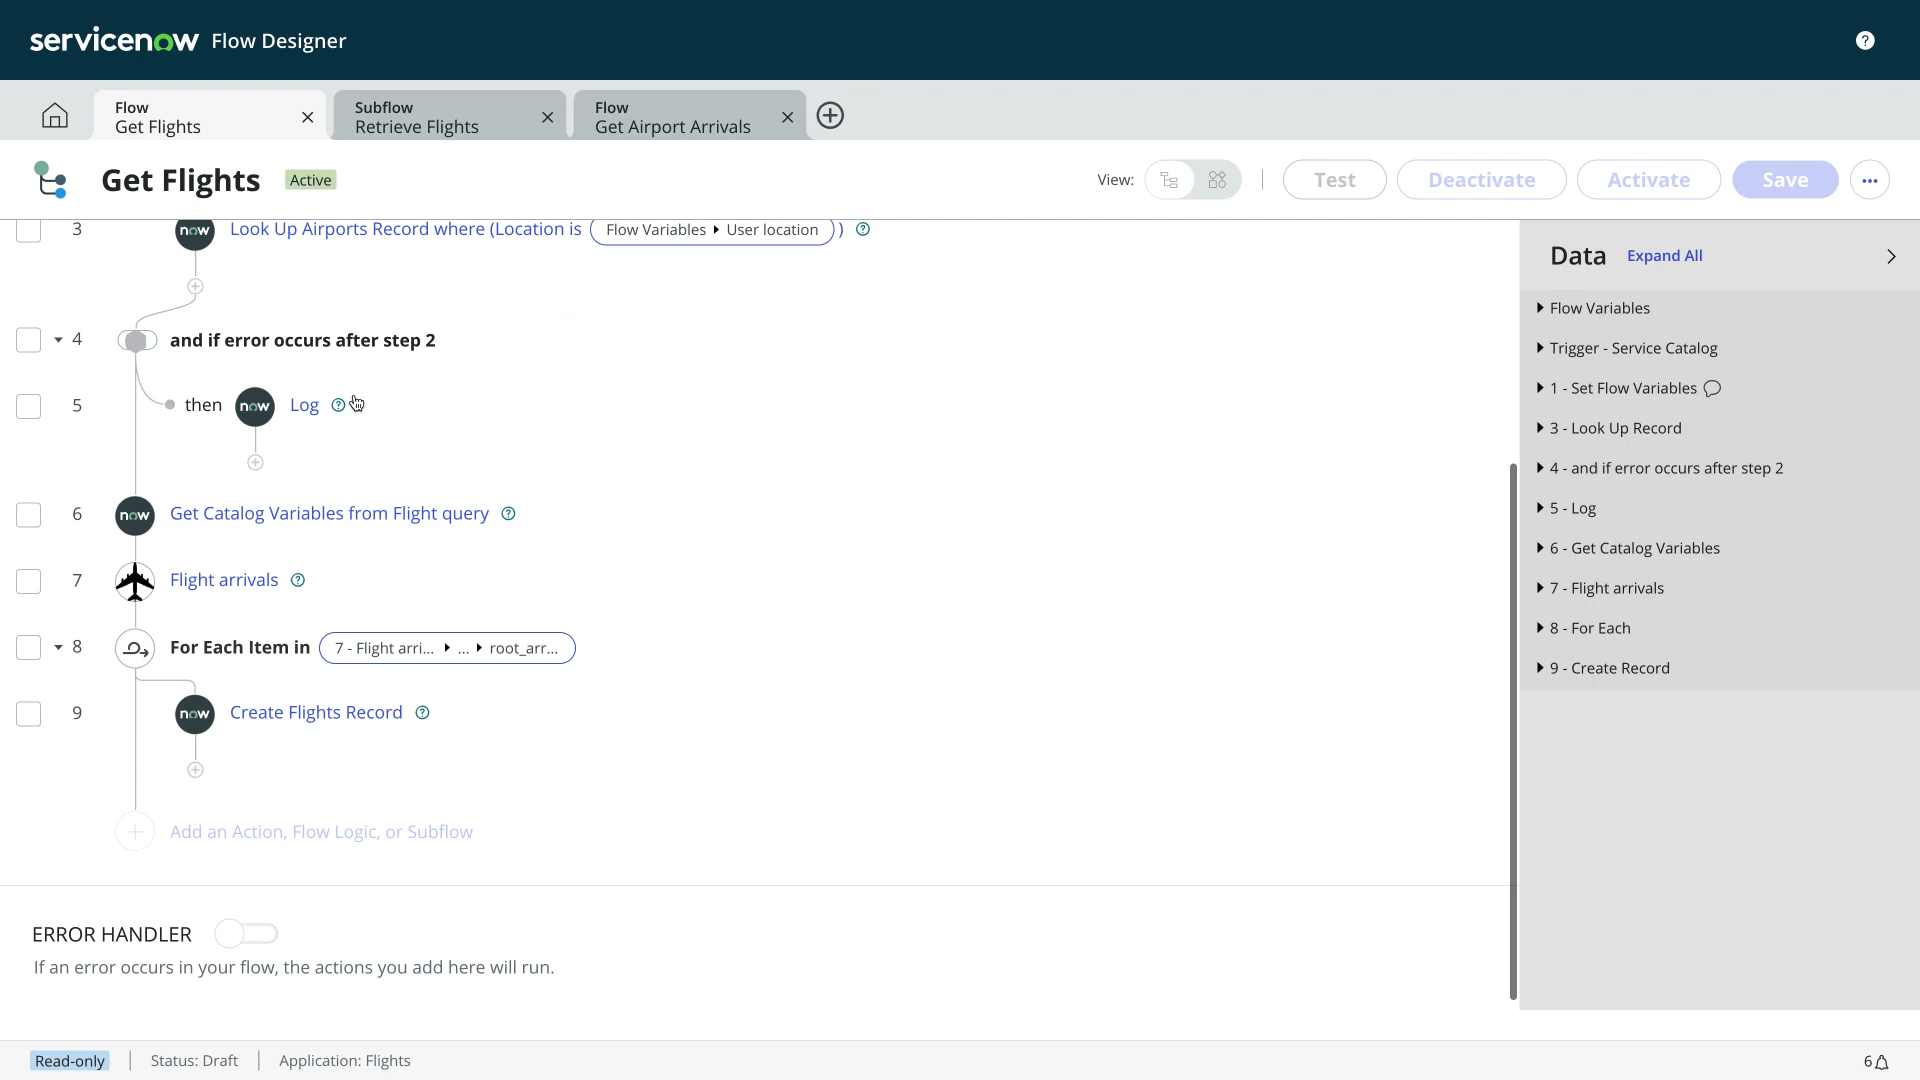 servicenow Flow Designer
?
Flow
Get Flights
Subflow
Retrieve Flights
Flow
Get Airport Arrivals
Get Flights
Active
View:
Test
Deactivate
Activate
Save
3
now
Look Up Airports Record where (Location is
Flow Variables
User location
)
?
4
and if error occurs after step 2
5
then
now
Log
?
6
now
Get Catalog Variables from Flight query
?
7
Flight arrivals
?
8
For Each Item in
7 - Flight arri...
...
root_arr...
9
now
Create Flights Record
?
Add an Action, Flow Logic, or Subflow
ERROR HANDLER
If an error occurs in your flow, the actions you add here will run.
Data
Expand All
Flow Variables
Trigger - Service Catalog
1 - Set Flow Variables
3 - Look Up Record
4 - and if error occurs after step 2
5 - Log
6 - Get Catalog Variables
7 - Flight arrivals
8 - For Each
9 - Create Record
Read-only
Status: Draft
Application: Flights
6